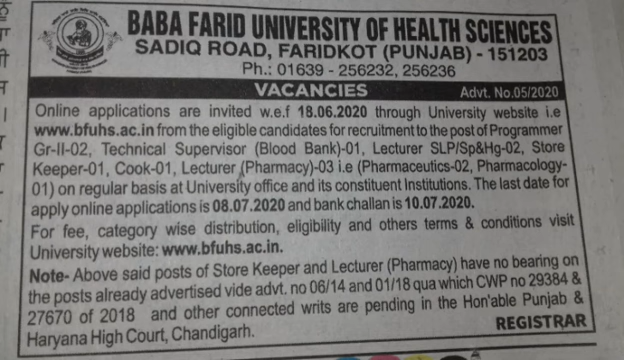 BABA FARID UNIVERSITY OF HEALTH SCIENCES
SADIQ ROAD, FARIDKOT (PUNJAB) - 151203
Ph.: 01639 - 256232, 256236
VACANCIES Advt. No.05/2020
Online applications are invited w.e.f 18.06.2020 through University website i.e
www.bfuhs.ac.in from the eligible candidates for recruitment to the post of Programmer
Gr-II-02, Technical Supervisor (Blood Bank)-01, Lecturer SLP/Sp&Hg-02, Store
Keeper-01, Cook-01, Lecturer (Pharmacy)-03 i.e (Pharmaceutics-02, Pharmacology-
01) on regular basis at University office and its constituent Institutions. The last date for
apply online applications is 08.07.2020 and bank challan is 10.07.2020.
For fee, category wise distribution, eligibility and others terms & conditions visit
University website: www.bfuhs.ac.in.
Note- Above said posts of Store Keeper and Lecturer (Pharmacy) have no bearing on
the posts already advertised vide advt. no 06/14 and 01/18 qua which CWP no 29384 &
27670 of 2018 and other connected writs are pending in the Hon'able Punjab &
Haryana High Court, Chandigarh. REGISTRAR